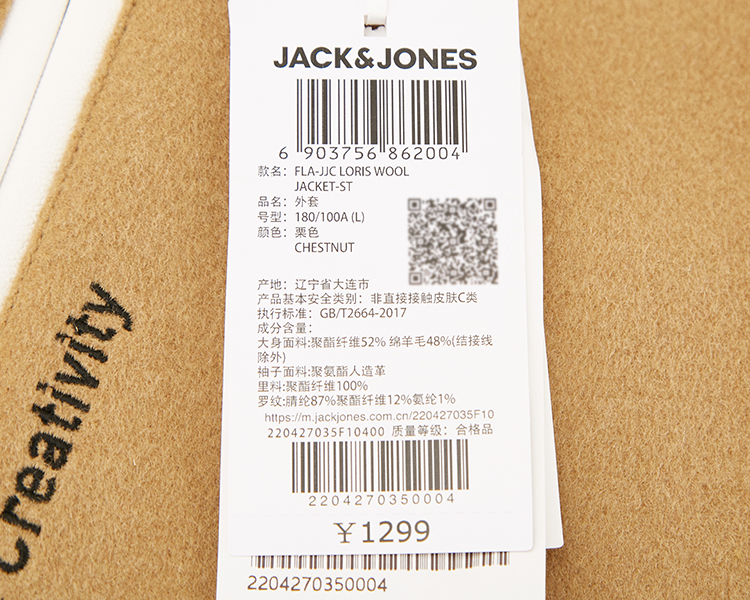 JACK&JONES
6 903756 862004
款名: FLA-JJC LORIS WOOL
JACKET-ST
品名: 外套
号型: 180/100A (L)
颜色: 栗色
CHESTNUT
产地: 辽宁省大连市
产品基本安全类别: 非直接接触皮肤C类
执行标准: GB/T2664-2017
成分含量:
大身面料:聚酯纤维52% 绵羊毛48%(结接线
除外)
袖子面料:聚氨酯人造革
里料:聚酯纤维100%
罗纹:腈纶87%聚酯纤维12%氨纶1%
https://m.jackjones.com.cn/220427035F10
220427035F10400 质量等级: 合格品
2204270350004
￥1299
2204270350004
creativity